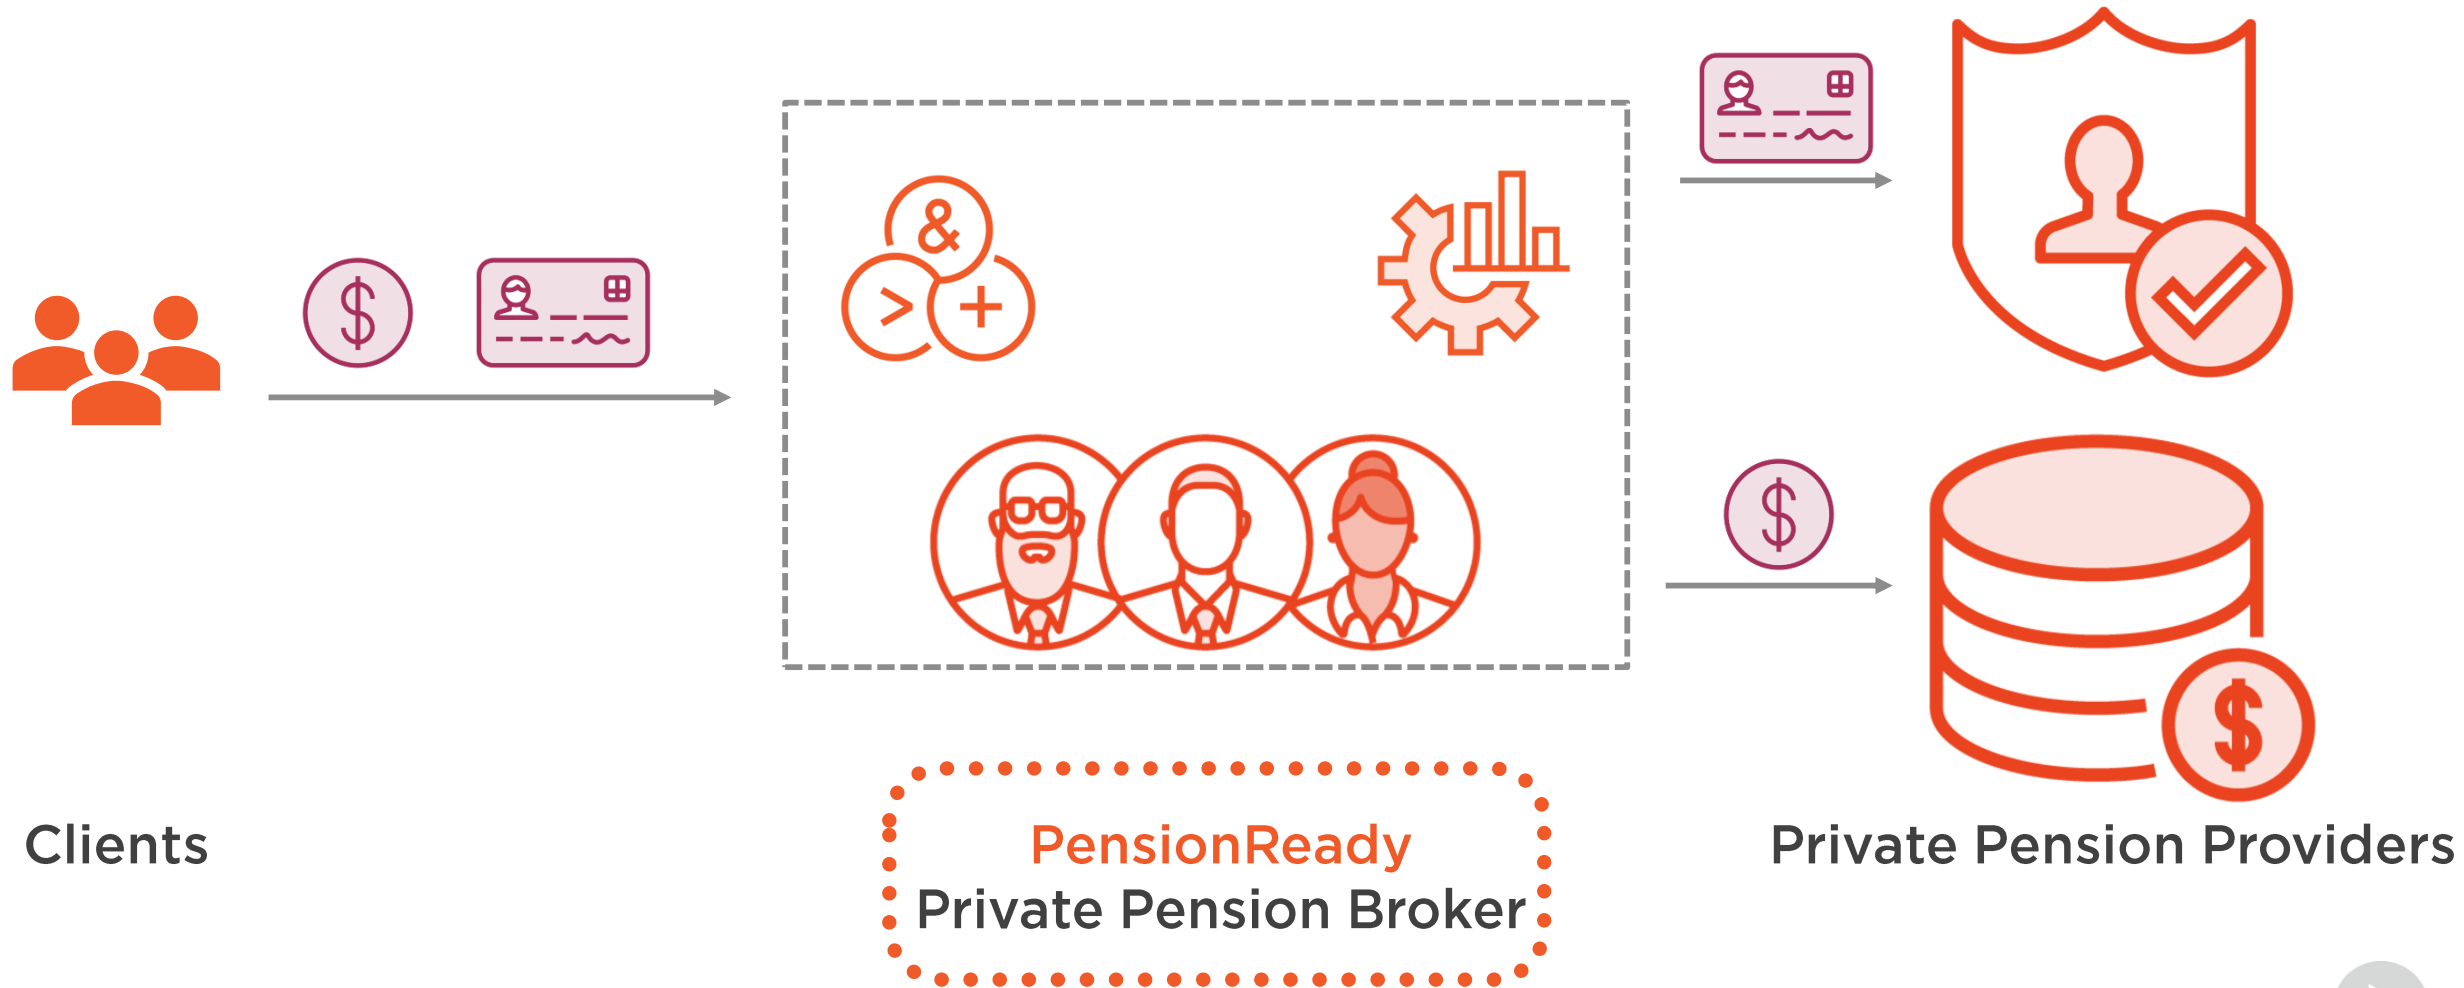 &
>
+
$
$
$
Clients
PensionReady
Private Pension Broker
Private Pension Providers